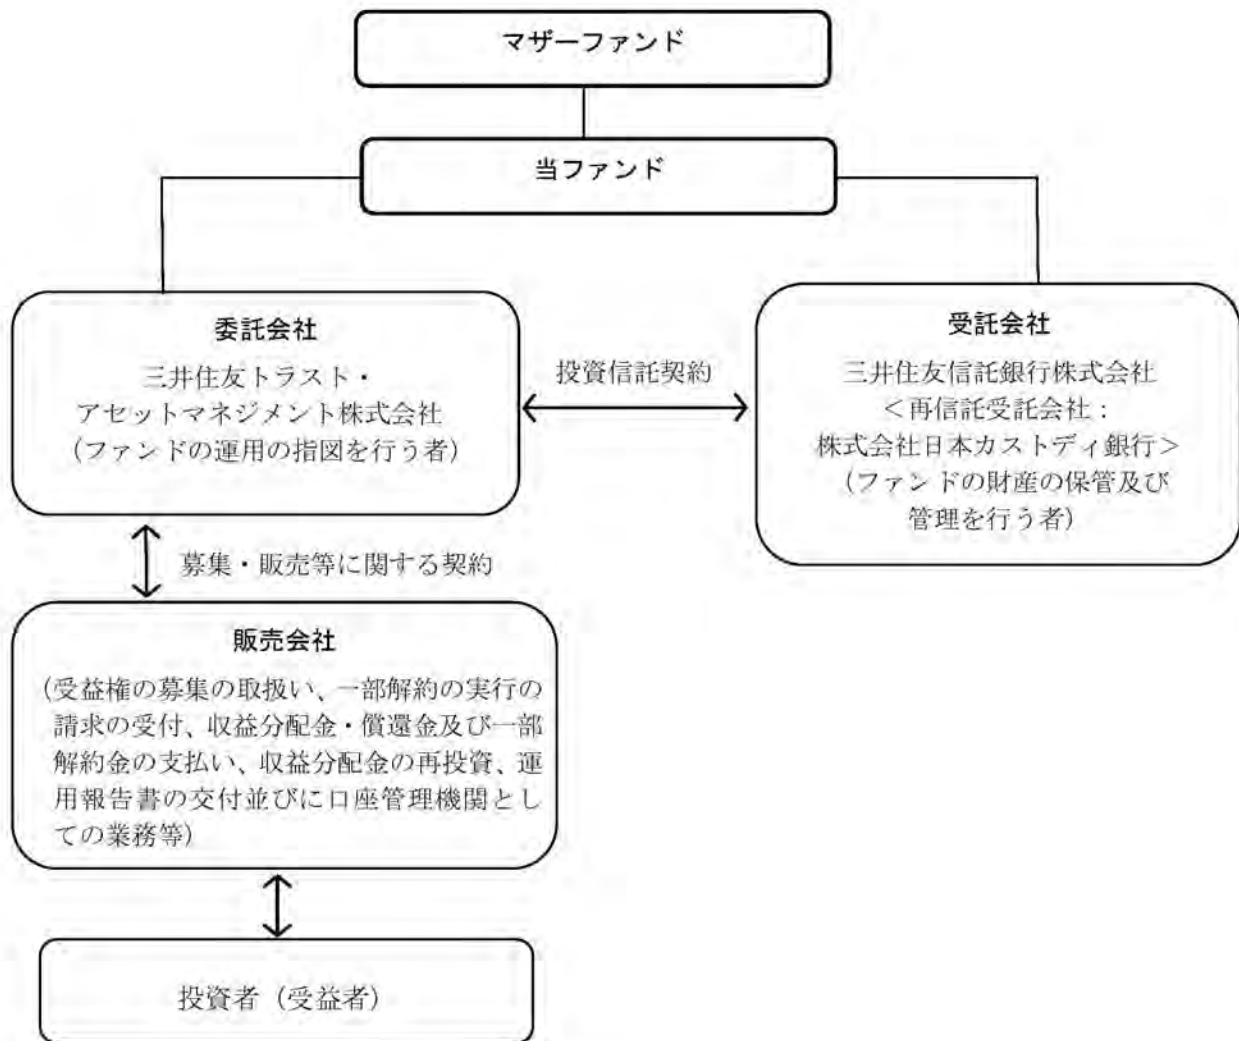 マザーファンド
当ファンド
委託会社
三井住友トラスト・
アセットマネジメント株式会社
（ファンドの運用の指図を行う者）
投資信託契約
受託会社
三井住友信託銀行株式会社
＜再信託受託会社：
株式会社日本カストディ銀行＞
（ファンドの財産の保管及び
管理を行う者）
募集・販売等に関する契約
販売会社
（受益権の募集の取扱い、一部解約の実行の
請求の受付、収益分配金・償還金及び一部
解約金の支払い、収益分配金の再投資、運
用報告書の交付並びに口座管理機関とし
ての業務等）
投資者（受益者）